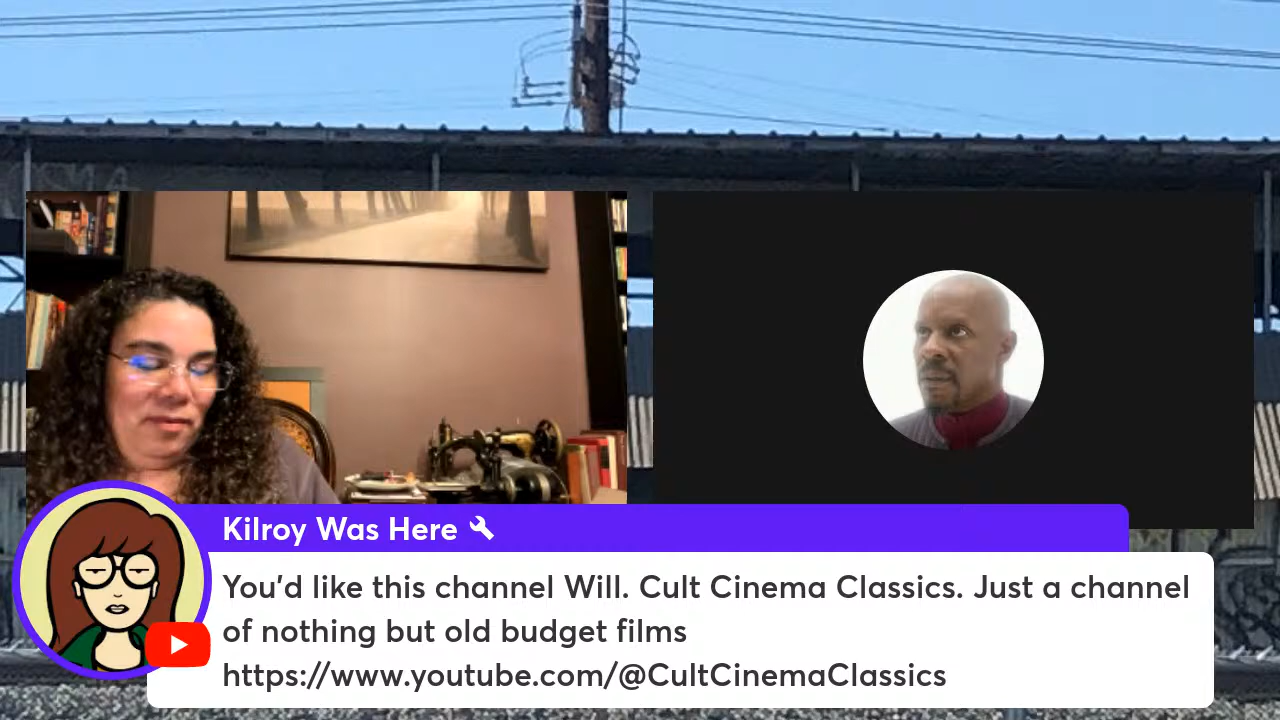 Kilroy Was Here
You'd like this channel Will. Cult Cinema Classics. Just a channel
of nothing but old budget films
https://www.youtube.com/@CultCinemaClassics